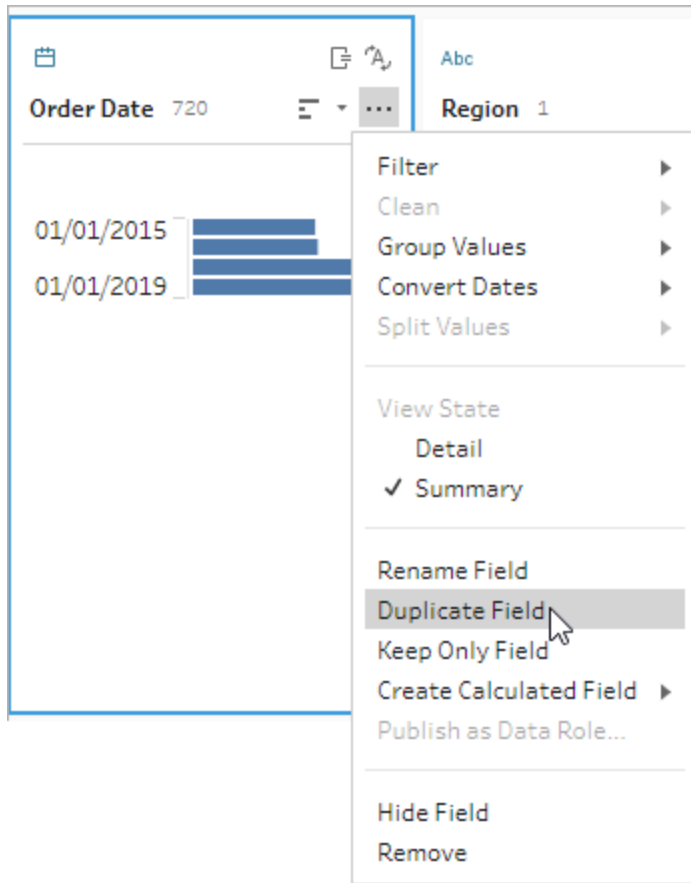 Abc
Order Date 720
Region 1
01/01/2015
01/01/2019
Filter
Clean
Group Values
Convert Dates
Split Values
View State
Detail
Summary
Rename Field
Duplicate Field
Keep Only Field
Create Calculated Field
Publish as Data Role...
Hide Field
Remove